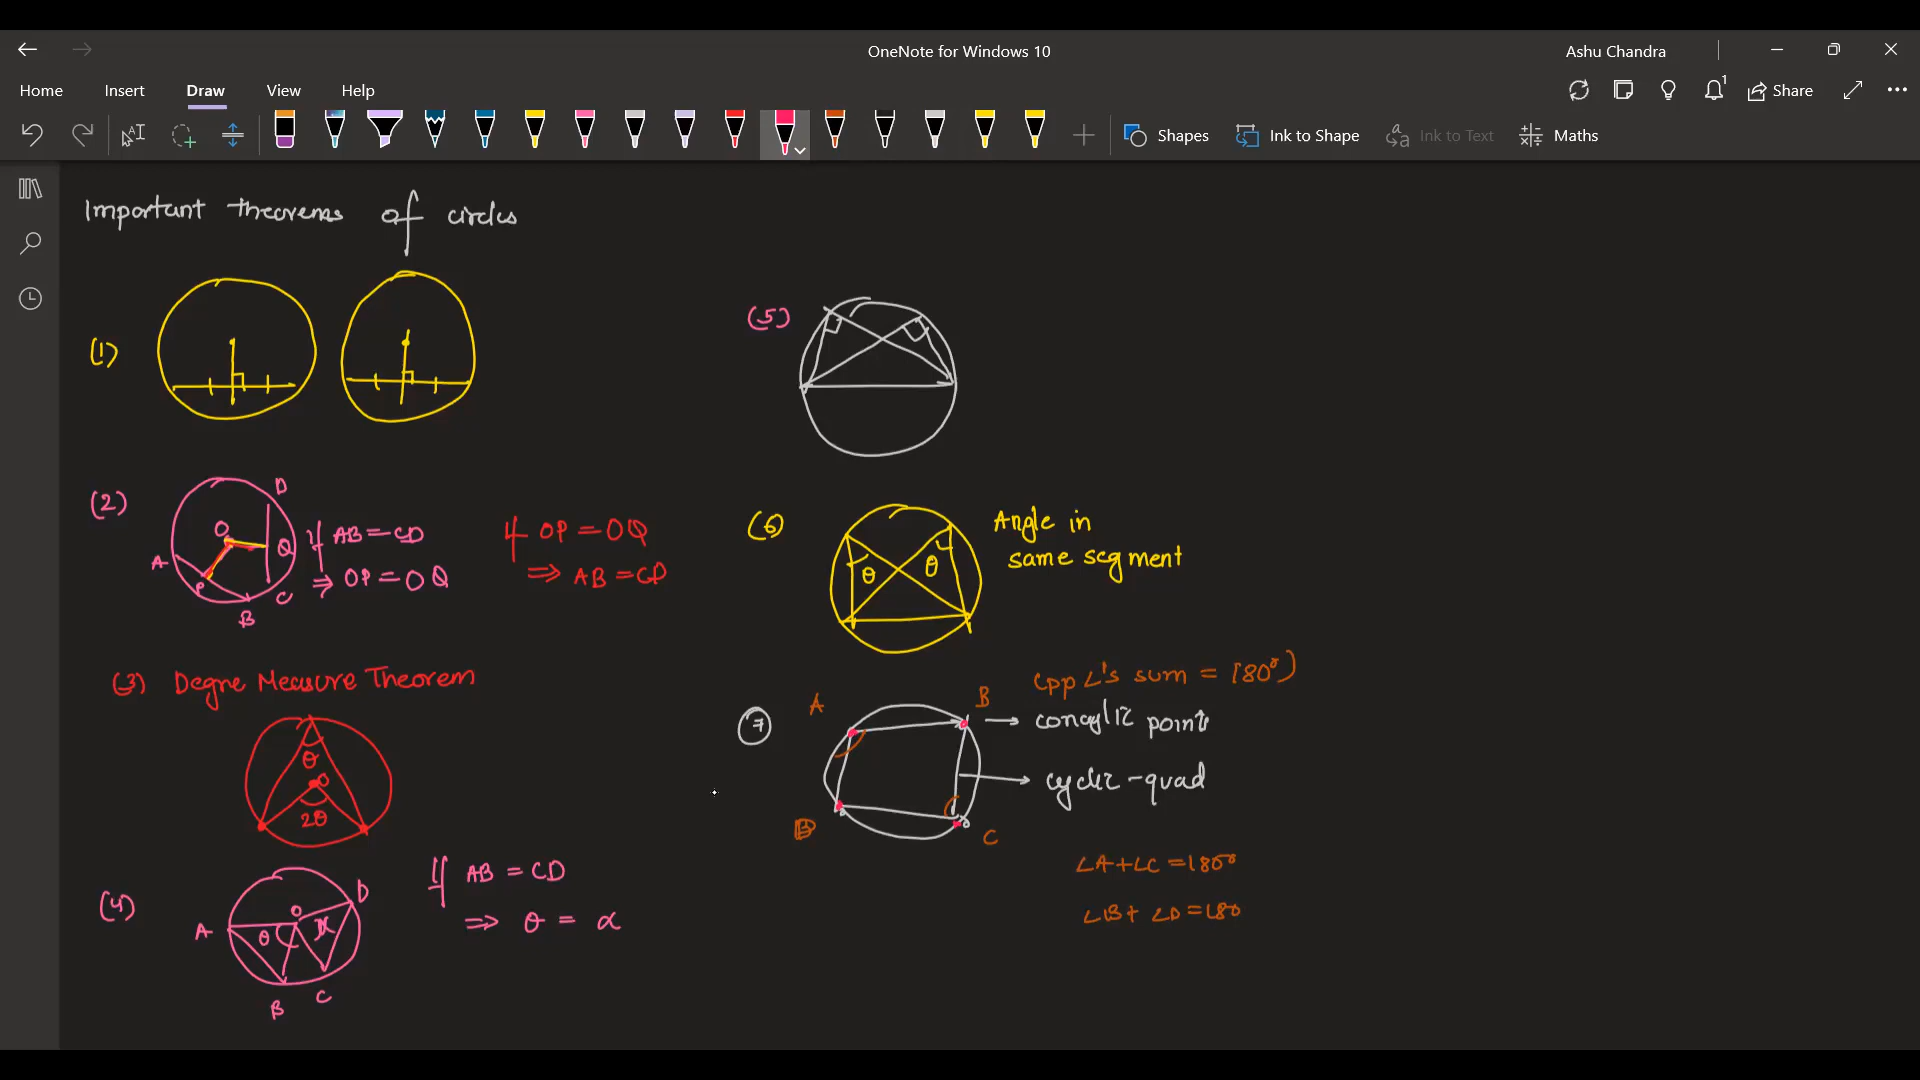 OneNote for Windows 10
Ashu Chandra
Home Insert Draw View Help
1
Share
Shapes Ink to Shape Ink to Text Maths
Important Theorems of circles
(1)
(2)
D
O
A
Q
P
C
B
If AB = CD
⇒ OP = OQ
If OP = OQ
⇒ AB = CD
(3) Degree Measure Theorem
θ
O
2θ
(4)
D
O
A
θ α
B C
If AB = CD
⇒ θ = α
(5)
(6)
θ θ
Angle in
same segment
(opp ∠'s sum = 180°)
(7)
A B
→ concyclic points
→ cyclic-quad
D C
∠A + ∠C = 180°
∠B + ∠D = 180